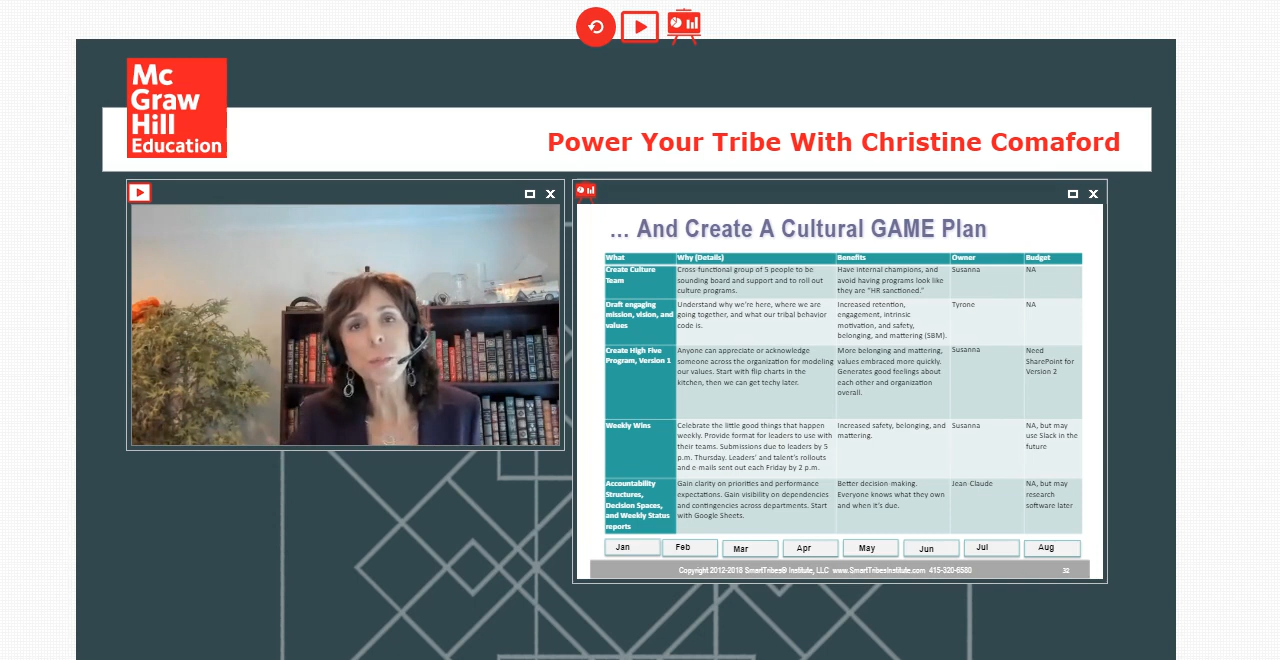 Mc
Graw
Hill
Education
Power Your Tribe With Christine Comaford
... And Create A Cultural GAME Plan
What Why (Details) Benefits Owner Budget
Create Culture
Team
Cross-functional group of 5 people to be
sounding board and support and to roll out
culture programs.
Have internal champions, and
avoid having programs look like
they are "HR sanctioned."
Susanna
NA
Draft engaging
mission, vision, and
values
Understand why we're here, where we are
going together, and what our tribal behavior
code is.
Increased retention,
engagement, intrinsic
motivation, and safety,
belonging, and mattering (SBM).
Tyrone
NA
Create High Five
Program, Version 1
Anyone can appreciate or acknowledge
someone across the organization for modeling
our values. Start with flip charts in the
kitchen, then we can get techy later.
More belonging and mattering,
values embraced more quickly.
Generates good feelings about
each other and organization
overall.
Susanna
Need
SharePoint for
Version 2
Weekly Wins
Celebrate the little good things that happen
weekly. Provide format for leaders to use with
their teams. Submissions due to leaders by 5
p.m. Thursday. Leaders' and talent's rollouts
and e-mails sent out each Friday by 2 p.m.
Increased safety, belonging, and
mattering.
Susanna
NA, but may
use Slack in the
future
Accountability
Structures,
Decision Spaces,
and Weekly Status
reports
Gain clarity on priorities and performance
expectations. Gain visibility on dependencies
and contingencies across departments. Start
with Google Sheets.
Better decision-making.
Everyone knows what they own
and when it's due.
Jean-Claude
NA, but may
research
software later
Jan Feb Mar Apr May Jun Jul Aug
Copyright 2012-2018 SmartTribes® Institute, LLC www.SmartTribesInstitute.com 415-320-6580 32